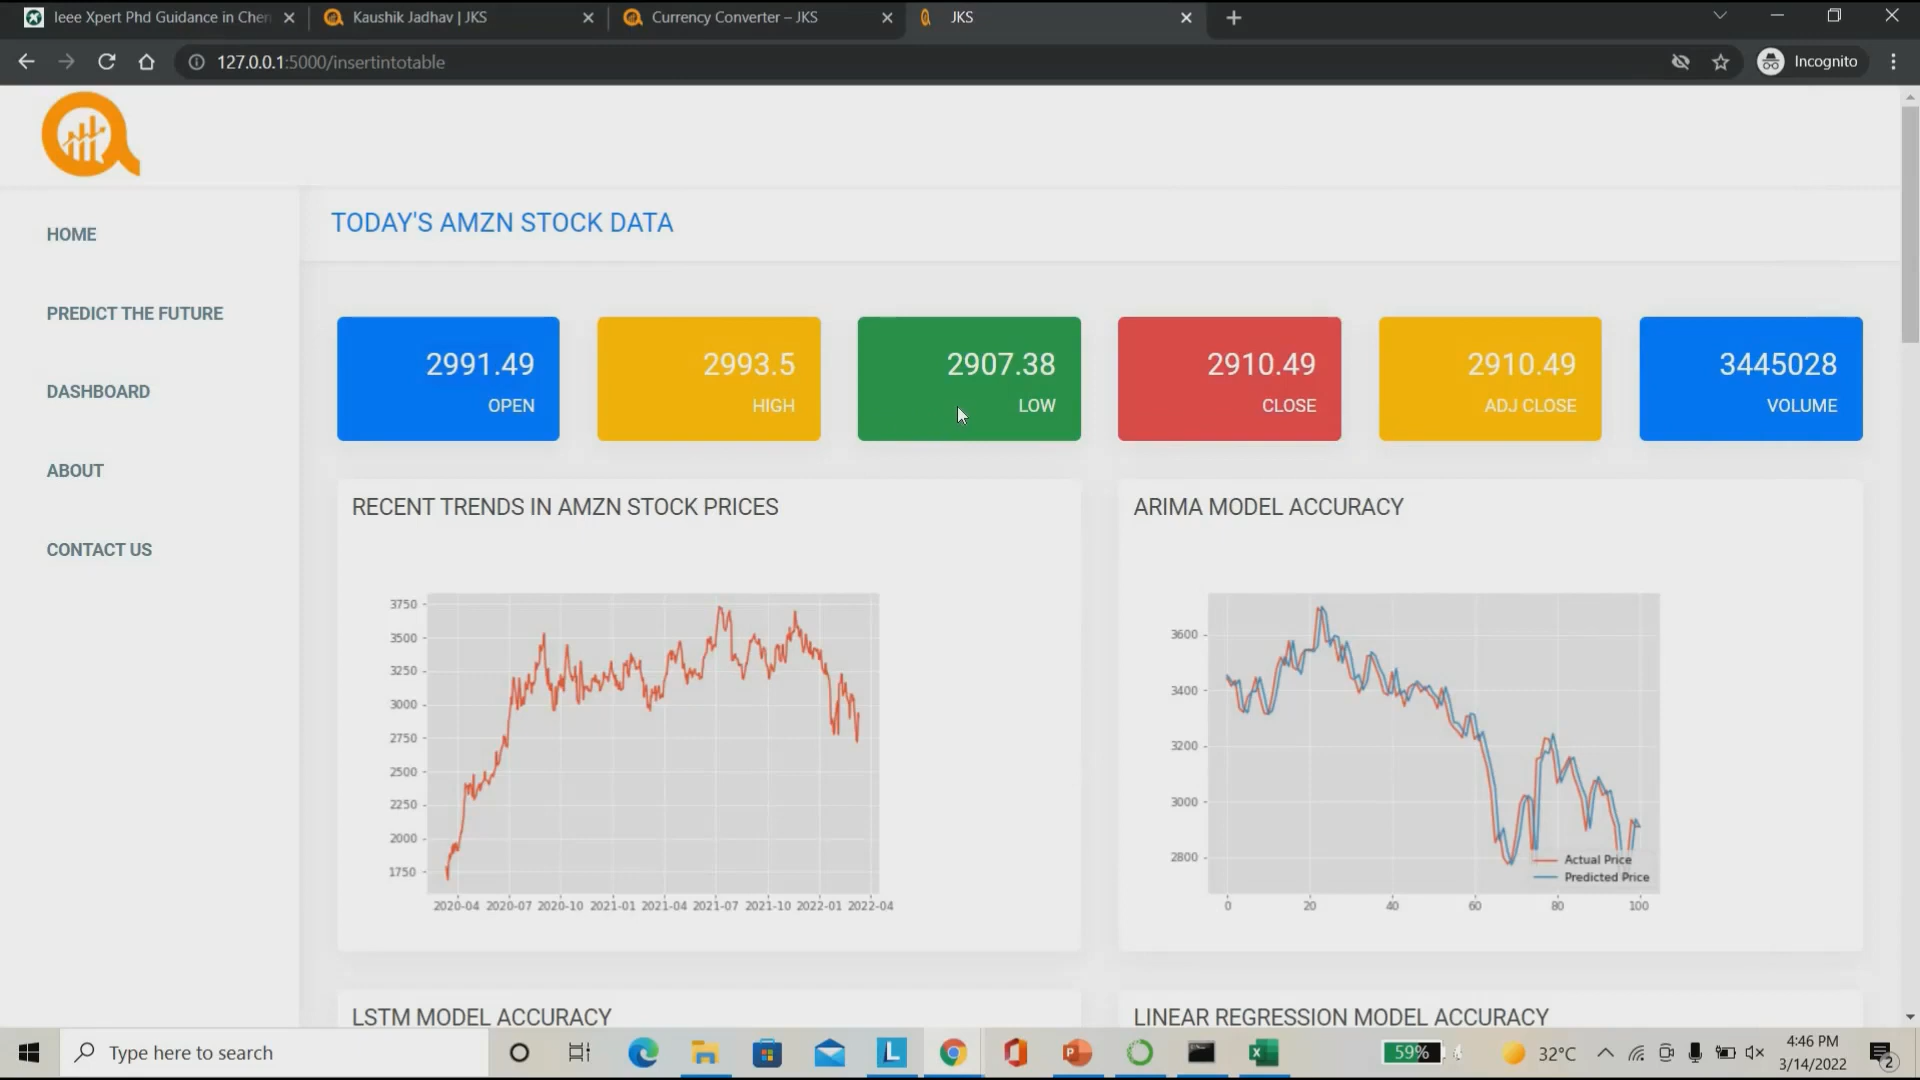 Ieee Xpert Phd Guidance in Chen
Kaushik Jadhav | JKS
Currency Converter – JKS
JKS
127.0.0.1:5000/insertintotable
Incognito
HOME
PREDICT THE FUTURE
DASHBOARD
ABOUT
CONTACT US
TODAY'S AMZN STOCK DATA
2991.49
OPEN
2993.5
HIGH
2907.38
LOW
2910.49
CLOSE
2910.49
ADJ CLOSE
3445028
VOLUME
RECENT TRENDS IN AMZN STOCK PRICES
3750
3500
3250
3000
2750
2500
2250
2000
1750
2020-04 2020-07 2020-10 2021-01 2021-04 2021-07 2021-10 2022-01 2022-04
ARIMA MODEL ACCURACY
3600
3400
3200
3000
2800
Actual Price
Predicted Price
0 20 40 60 80 100
LSTM MODEL ACCURACY
LINEAR REGRESSION MODEL ACCURACY
Type here to search
L
P
59%
32°C
4:46 PM
3/14/2022
2